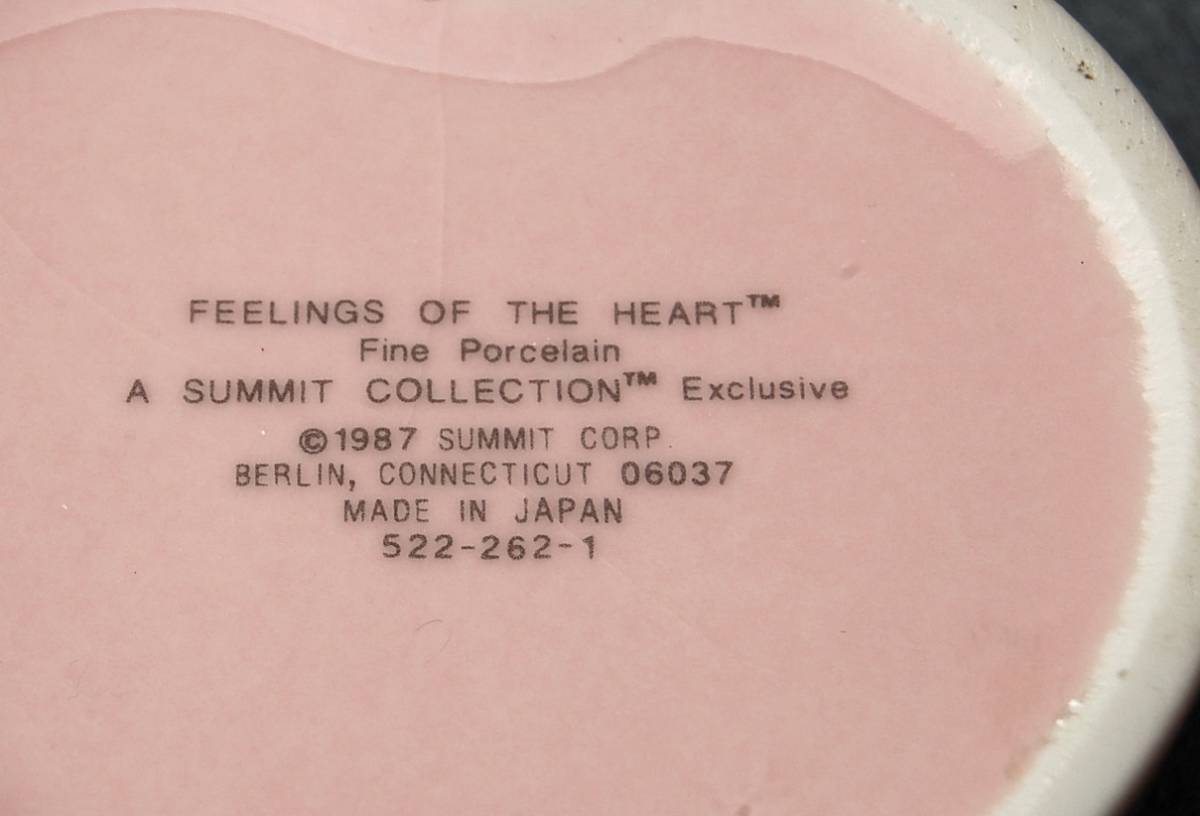 FEELINGS OF THE HEART™
Fine Porcelain
A SUMMIT COLLECTION™ Exclusive
©1987 SUMMIT CORP.
BERLIN, CONNECTICUT 06037
MADE IN JAPAN
522-262-1